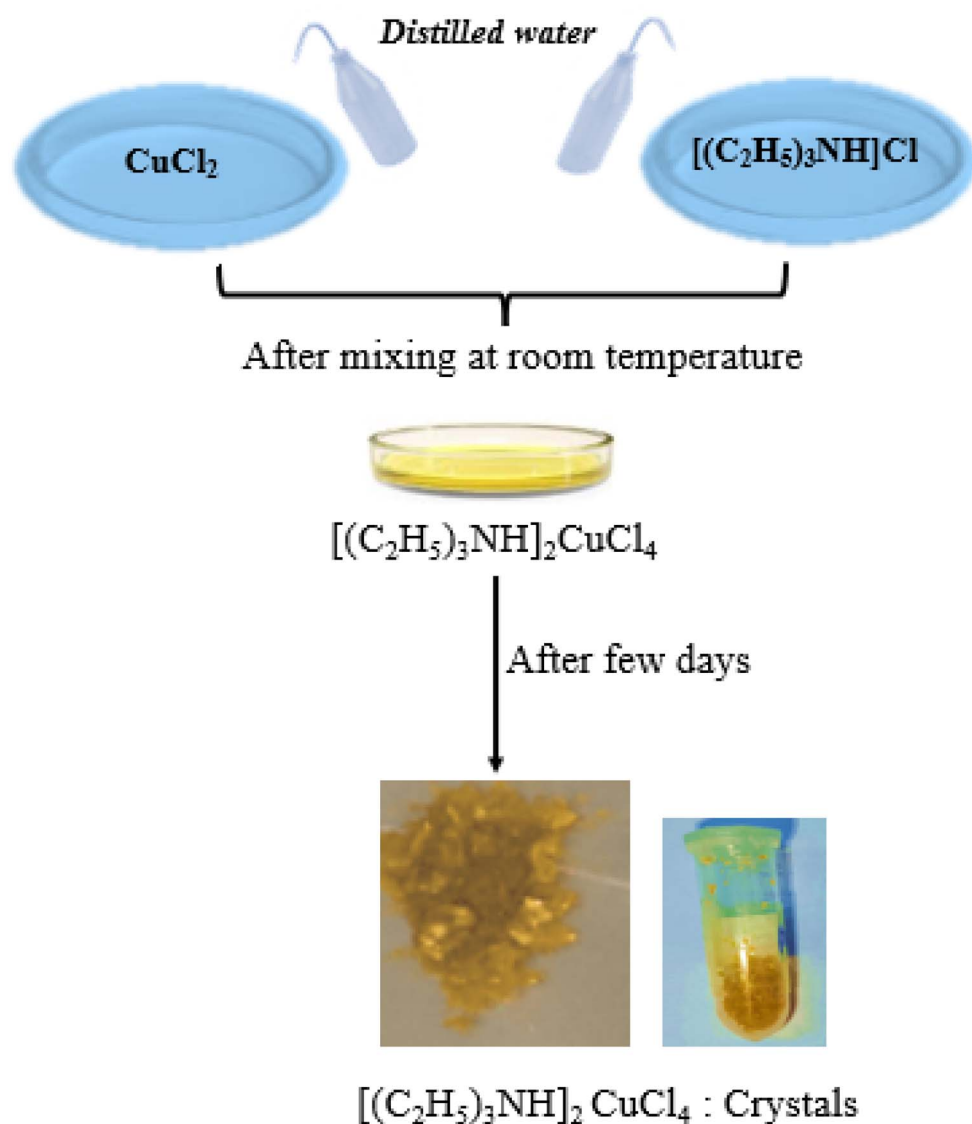 Distilled water
CuCl₂
[(C₂H₅)₃NH]Cl
After mixing at room temperature
[(C₂H₅)₃NH]₂CuCl₄
After few days
[(C₂H₅)₃NH]₂ CuCl₄ : Crystals